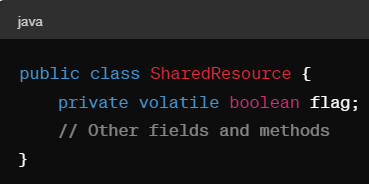 java
public class SharedResource {
    private volatile boolean flag;
    // Other fields and methods
}